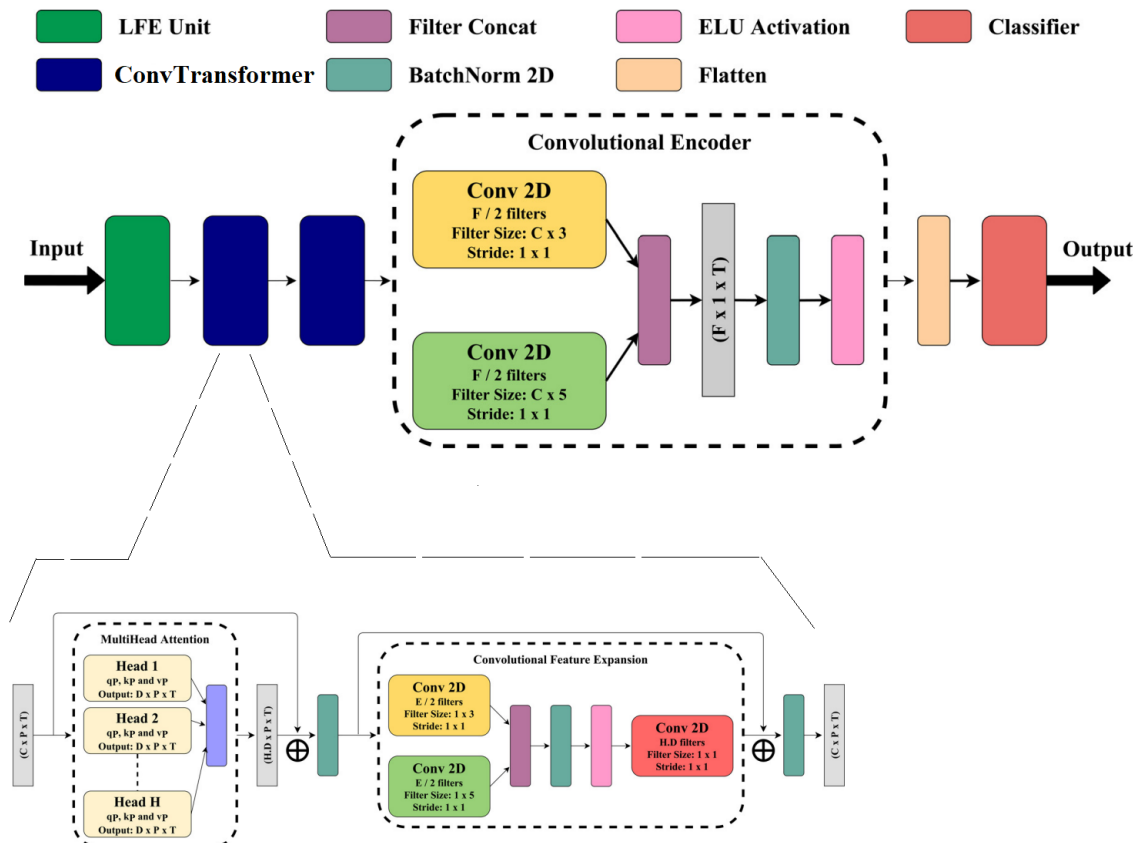 LFE Unit
Filter Concat
ELU Activation
Classifier
ConvTransformer
BatchNorm 2D
Flatten
Convolutional Encoder
Conv 2D
F / 2 filters
Filter Size: C x 3
Stride: 1 x 1
Input
(F x 1 x T)
Output
Conv 2D
F / 2 filters
Filter Size: C x 5
Stride: 1 x 1
MultiHead Attention
Head 1
qP, kP and vP
Output: D x P x T
Head 2
qP, kP and vP
Output: D x P x T
Head H
qP, kP and vP
Output: D x P x T
(C x P x T)
(H.D x P x T)
Convolutional Feature Expansion
Conv 2D
E / 2 filters
Filter Size: 1 x 3
Stride: 1 x 1
Conv 2D
E / 2 filters
Filter Size: 1 x 5
Stride: 1 x 1
Conv 2D
H.D filters
Filter Size: 1 x 1
Stride: 1 x 1
(C x P x T)